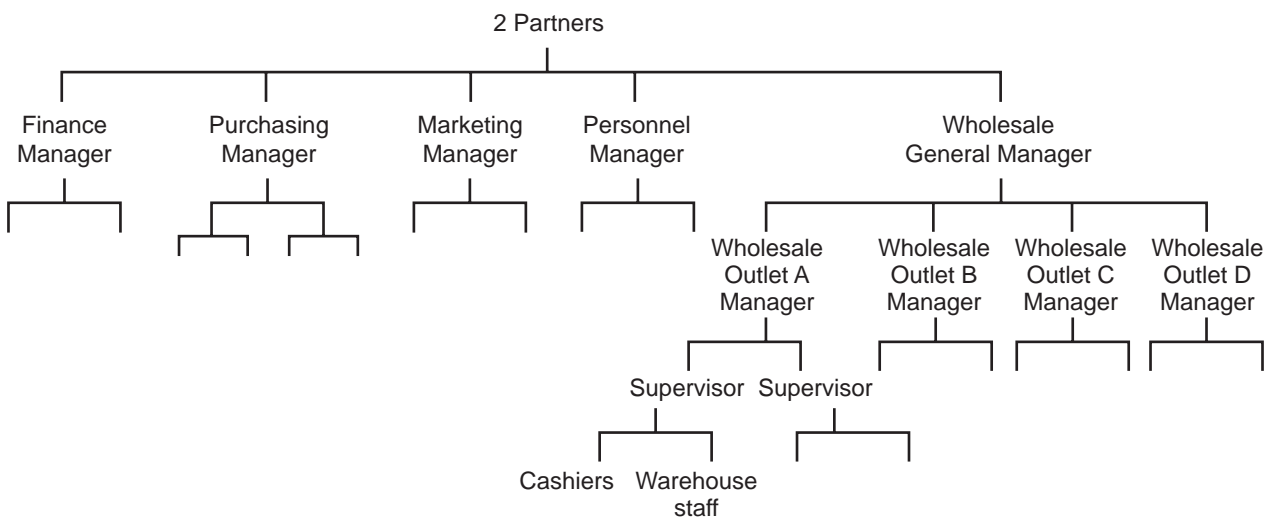 2 Partners
Finance
Manager
Purchasing
Manager
Marketing
Manager
Personnel
Manager
Wholesale
General Manager
Wholesale
Outlet A
Manager
Wholesale
Outlet B
Manager
Wholesale
Outlet C
Manager
Wholesale
Outlet D
Manager
Supervisor
Supervisor
Cashiers
Warehouse
staff